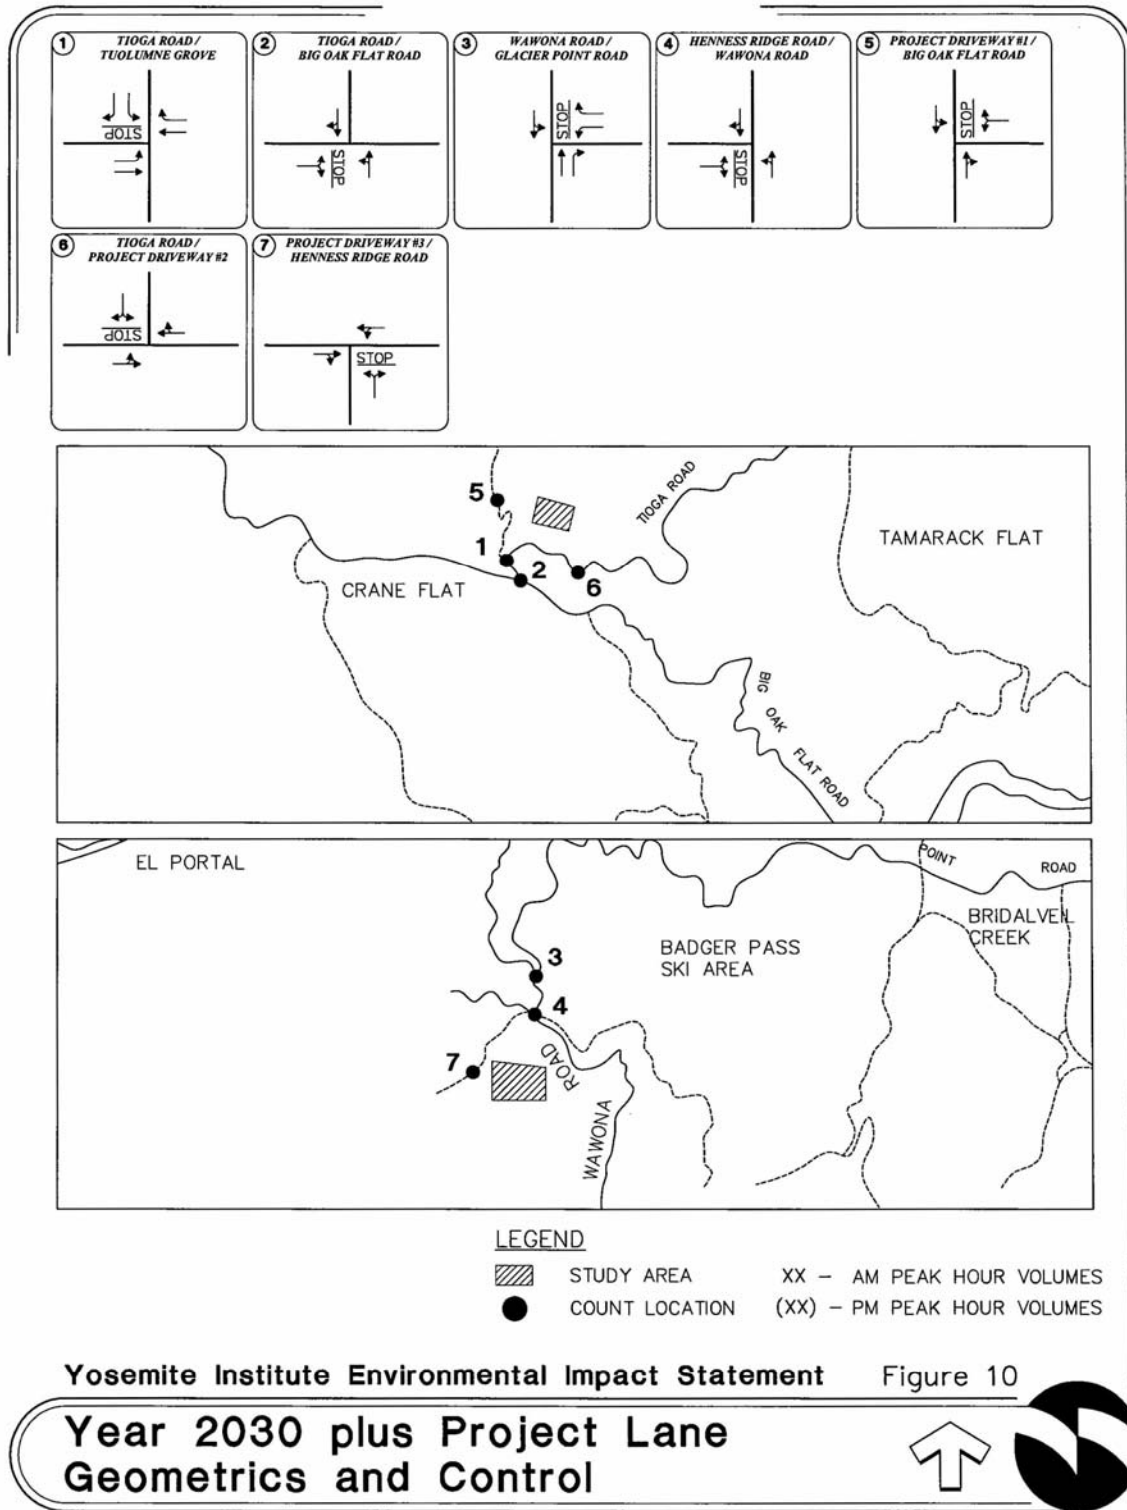 1 TIOGA ROAD /
TUOLUMNE GROVE
STOP
2 TIOGA ROAD /
BIG OAK FLAT ROAD
STOP
3 WAWONA ROAD /
GLACIER POINT ROAD
STOP
4 HENNESS RIDGE ROAD /
WAWONA ROAD
STOP
5 PROJECT DRIVEWAY #1 /
BIG OAK FLAT ROAD
STOP
6 TIOGA ROAD /
PROJECT DRIVEWAY #2
STOP
7 PROJECT DRIVEWAY #3 /
HENNESS RIDGE ROAD
STOP
5
TIOGA ROAD
TAMARACK FLAT
1
2
6
CRANE FLAT
BIG OAK FLAT ROAD
EL PORTAL
POINT ROAD
BRIDALVEIL
CREEK
BADGER PASS
SKI AREA
3
4
7
WAWONA ROAD
LEGEND
STUDY AREA XX – AM PEAK HOUR VOLUMES
COUNT LOCATION (XX) – PM PEAK HOUR VOLUMES
Yosemite Institute Environmental Impact Statement Figure 10
Year 2030 plus Project Lane
Geometrics and Control